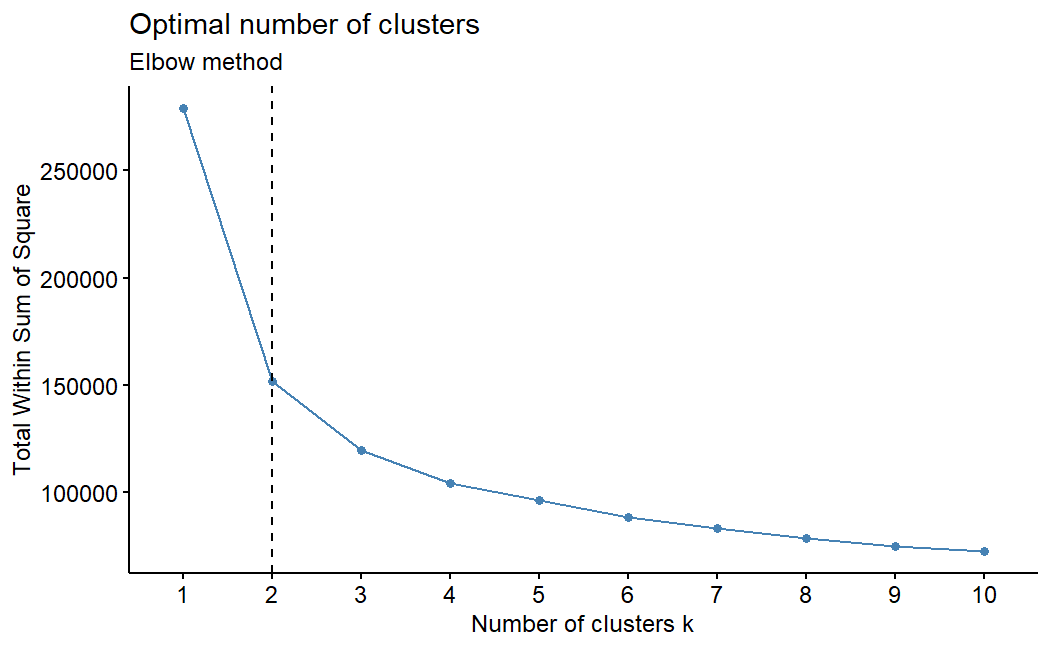 Optimal number of clusters
Elbow method
Total Within Sum of Square
250000
200000
150000
100000
1 2 3 4 5 6 7 8 9 10
Number of clusters k